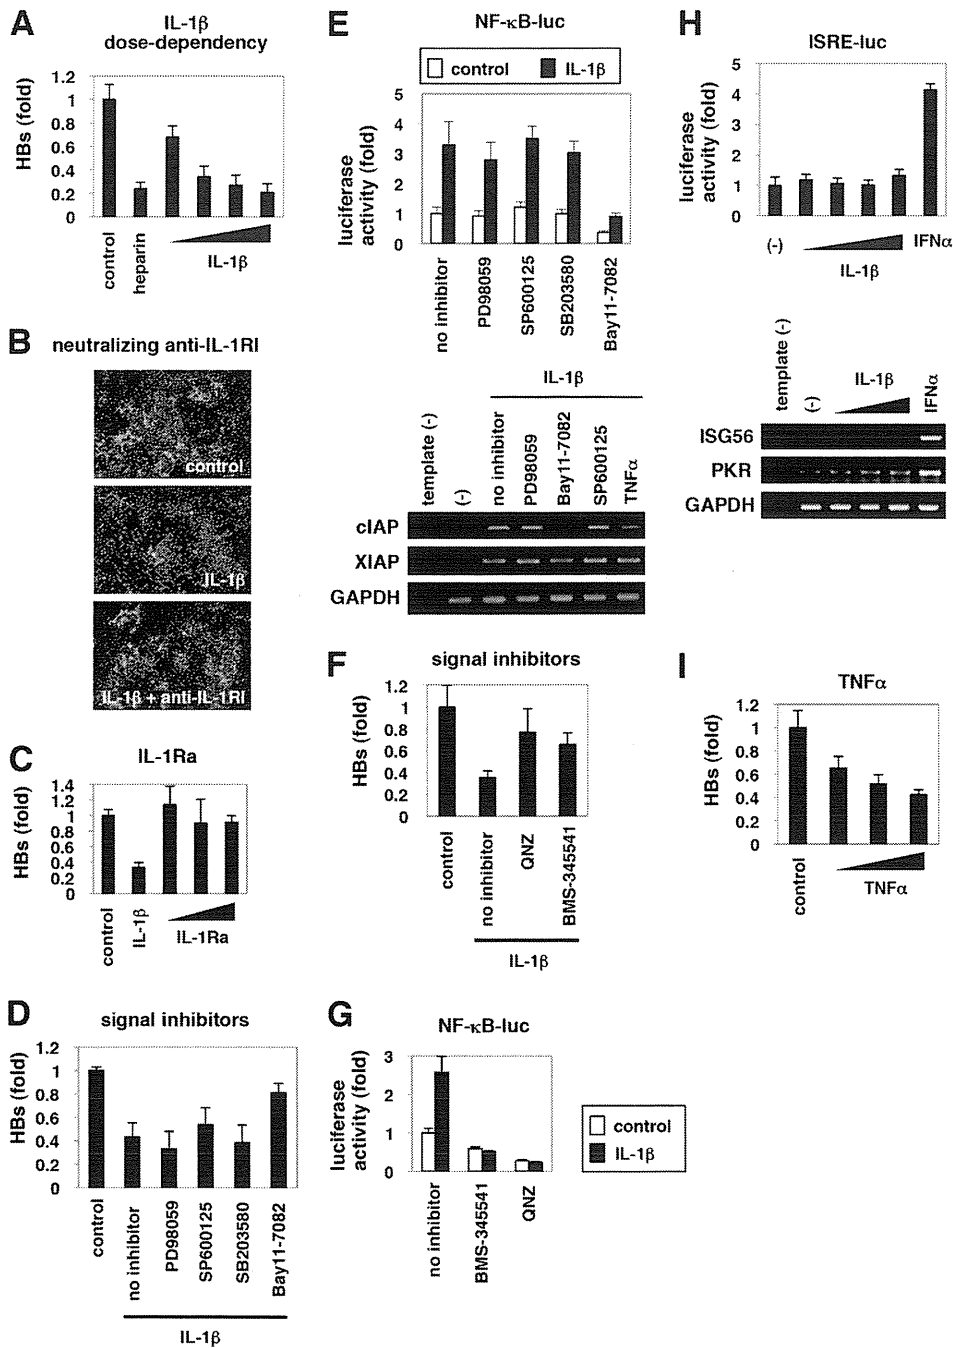 A
IL-1β
dose-dependency
HBs (fold)
1.2
1
0.8
0.6
0.4
0.2
0
control
heparin
IL-1β
B
neutralizing anti-IL-1RI
control
IL-1β
IL-1β + anti-IL-1RI
C
IL-1Ra
HBs (fold)
1.4
1.2
1.0
0.8
0.6
0.4
0.2
0
control
IL-1β
IL-1Ra
D
signal inhibitors
HBs (fold)
1.2
1
0.8
0.6
0.4
0.2
0
control
no inhibitor
PD98059
SP600125
SB203580
Bay11-7082
IL-1β
E
NF-κB-luc
control
IL-1β
luciferase
activity (fold)
5
4
3
2
1
0
no inhibitor
PD98059
SP600125
SB203580
Bay11-7082
IL-1β
template (-)
(-)
no inhibitor
PD98059
Bay11-7082
SP600125
TNFα
cIAP
XIAP
GAPDH
F
signal inhibitors
HBs (fold)
1.2
1
0.8
0.6
0.4
0.2
0
control
no inhibitor
QNZ
BMS-345541
IL-1β
G
NF-κB-luc
luciferase
activity (fold)
3
2
1
0
no inhibitor
BMS-345541
QNZ
control
IL-1β
H
ISRE-luc
luciferase
activity (fold)
5
4
3
2
1
0
(-)
IL-1β
IFNα
template (-)
(-)
IL-1β
IFNα
ISG56
PKR
GAPDH
I
TNFα
HBs (fold)
1.2
1
0.8
0.6
0.4
0.2
0
control
TNFα